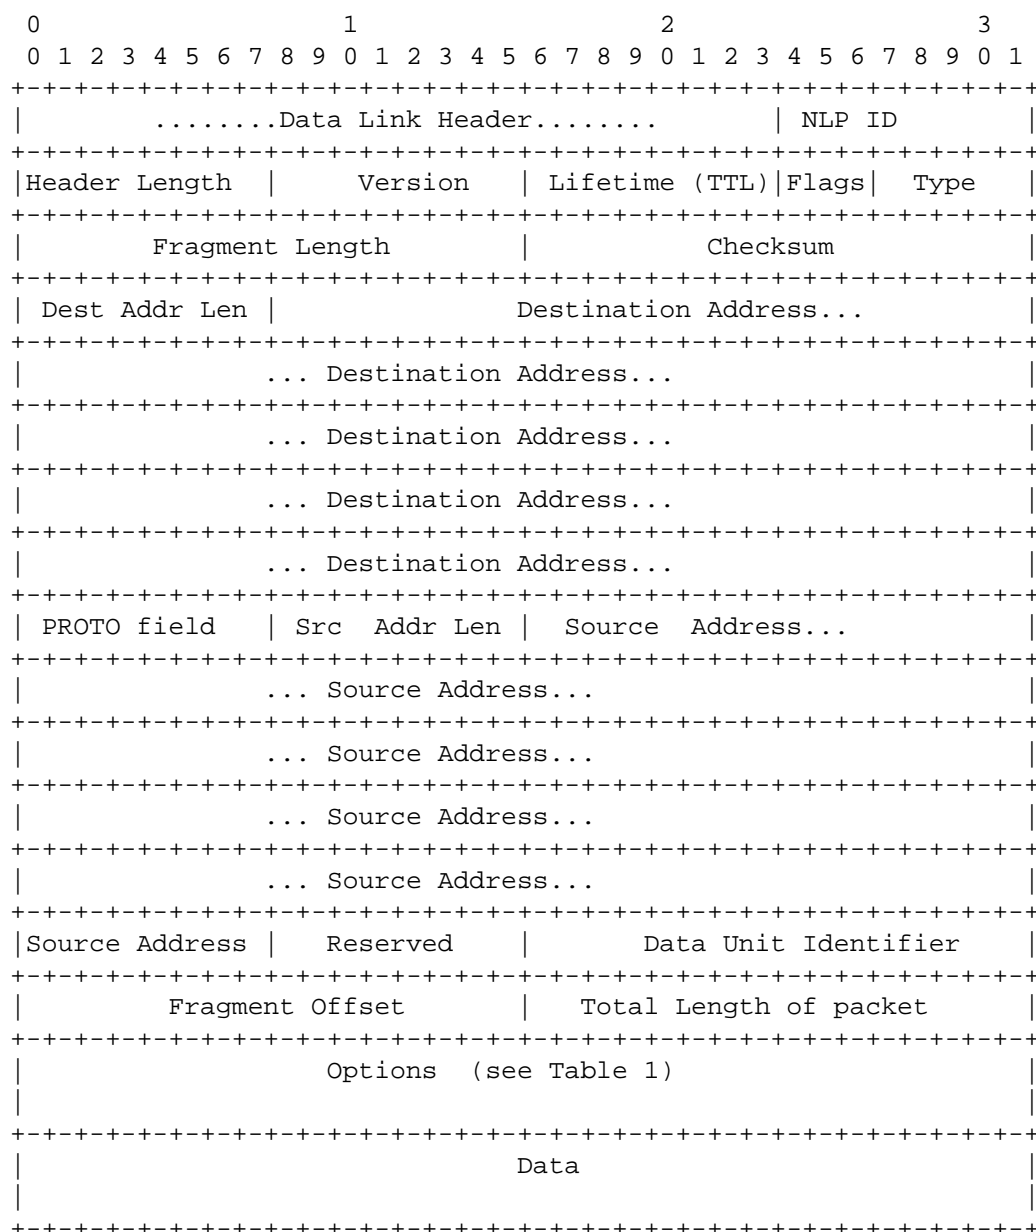 0                   1                   2                   3
 0 1 2 3 4 5 6 7 8 9 0 1 2 3 4 5 6 7 8 9 0 1 2 3 4 5 6 7 8 9 0 1
+-+-+-+-+-+-+-+-+-+-+-+-+-+-+-+-+-+-+-+-+-+-+-+-+-+-+-+-+-+-+-+-+
|        ........Data Link Header........       | NLP ID        |
+-+-+-+-+-+-+-+-+-+-+-+-+-+-+-+-+-+-+-+-+-+-+-+-+-+-+-+-+-+-+-+-+
|Header Length  |     Version   | Lifetime (TTL)|Flags|  Type   |
+-+-+-+-+-+-+-+-+-+-+-+-+-+-+-+-+-+-+-+-+-+-+-+-+-+-+-+-+-+-+-+-+
|        Fragment Length        |           Checksum            |
+-+-+-+-+-+-+-+-+-+-+-+-+-+-+-+-+-+-+-+-+-+-+-+-+-+-+-+-+-+-+-+-+
| Dest Addr Len |               Destination Address...          |
+-+-+-+-+-+-+-+-+-+-+-+-+-+-+-+-+-+-+-+-+-+-+-+-+-+-+-+-+-+-+-+-+
|               ... Destination Address...                      |
+-+-+-+-+-+-+-+-+-+-+-+-+-+-+-+-+-+-+-+-+-+-+-+-+-+-+-+-+-+-+-+-+
|               ... Destination Address...                      |
+-+-+-+-+-+-+-+-+-+-+-+-+-+-+-+-+-+-+-+-+-+-+-+-+-+-+-+-+-+-+-+-+
|               ... Destination Address...                      |
+-+-+-+-+-+-+-+-+-+-+-+-+-+-+-+-+-+-+-+-+-+-+-+-+-+-+-+-+-+-+-+-+
|               ... Destination Address...                      |
+-+-+-+-+-+-+-+-+-+-+-+-+-+-+-+-+-+-+-+-+-+-+-+-+-+-+-+-+-+-+-+-+
| PROTO field   | Src  Addr Len |  Source  Address...           |
+-+-+-+-+-+-+-+-+-+-+-+-+-+-+-+-+-+-+-+-+-+-+-+-+-+-+-+-+-+-+-+-+
|               ... Source Address...                           |
+-+-+-+-+-+-+-+-+-+-+-+-+-+-+-+-+-+-+-+-+-+-+-+-+-+-+-+-+-+-+-+-+
|               ... Source Address...                           |
+-+-+-+-+-+-+-+-+-+-+-+-+-+-+-+-+-+-+-+-+-+-+-+-+-+-+-+-+-+-+-+-+
|               ... Source Address...                           |
+-+-+-+-+-+-+-+-+-+-+-+-+-+-+-+-+-+-+-+-+-+-+-+-+-+-+-+-+-+-+-+-+
|               ... Source Address...                           |
+-+-+-+-+-+-+-+-+-+-+-+-+-+-+-+-+-+-+-+-+-+-+-+-+-+-+-+-+-+-+-+-+
|Source Address |   Reserved    |       Data Unit Identifier    |
+-+-+-+-+-+-+-+-+-+-+-+-+-+-+-+-+-+-+-+-+-+-+-+-+-+-+-+-+-+-+-+-+
|         Fragment Offset       |   Total Length of packet      |
+-+-+-+-+-+-+-+-+-+-+-+-+-+-+-+-+-+-+-+-+-+-+-+-+-+-+-+-+-+-+-+-+
|                   Options  (see Table 1)                      |
|                                                               |
+-+-+-+-+-+-+-+-+-+-+-+-+-+-+-+-+-+-+-+-+-+-+-+-+-+-+-+-+-+-+-+-+
|                               Data                            |
|                                                               |
+-+-+-+-+-+-+-+-+-+-+-+-+-+-+-+-+-+-+-+-+-+-+-+-+-+-+-+-+-+-+-+-+